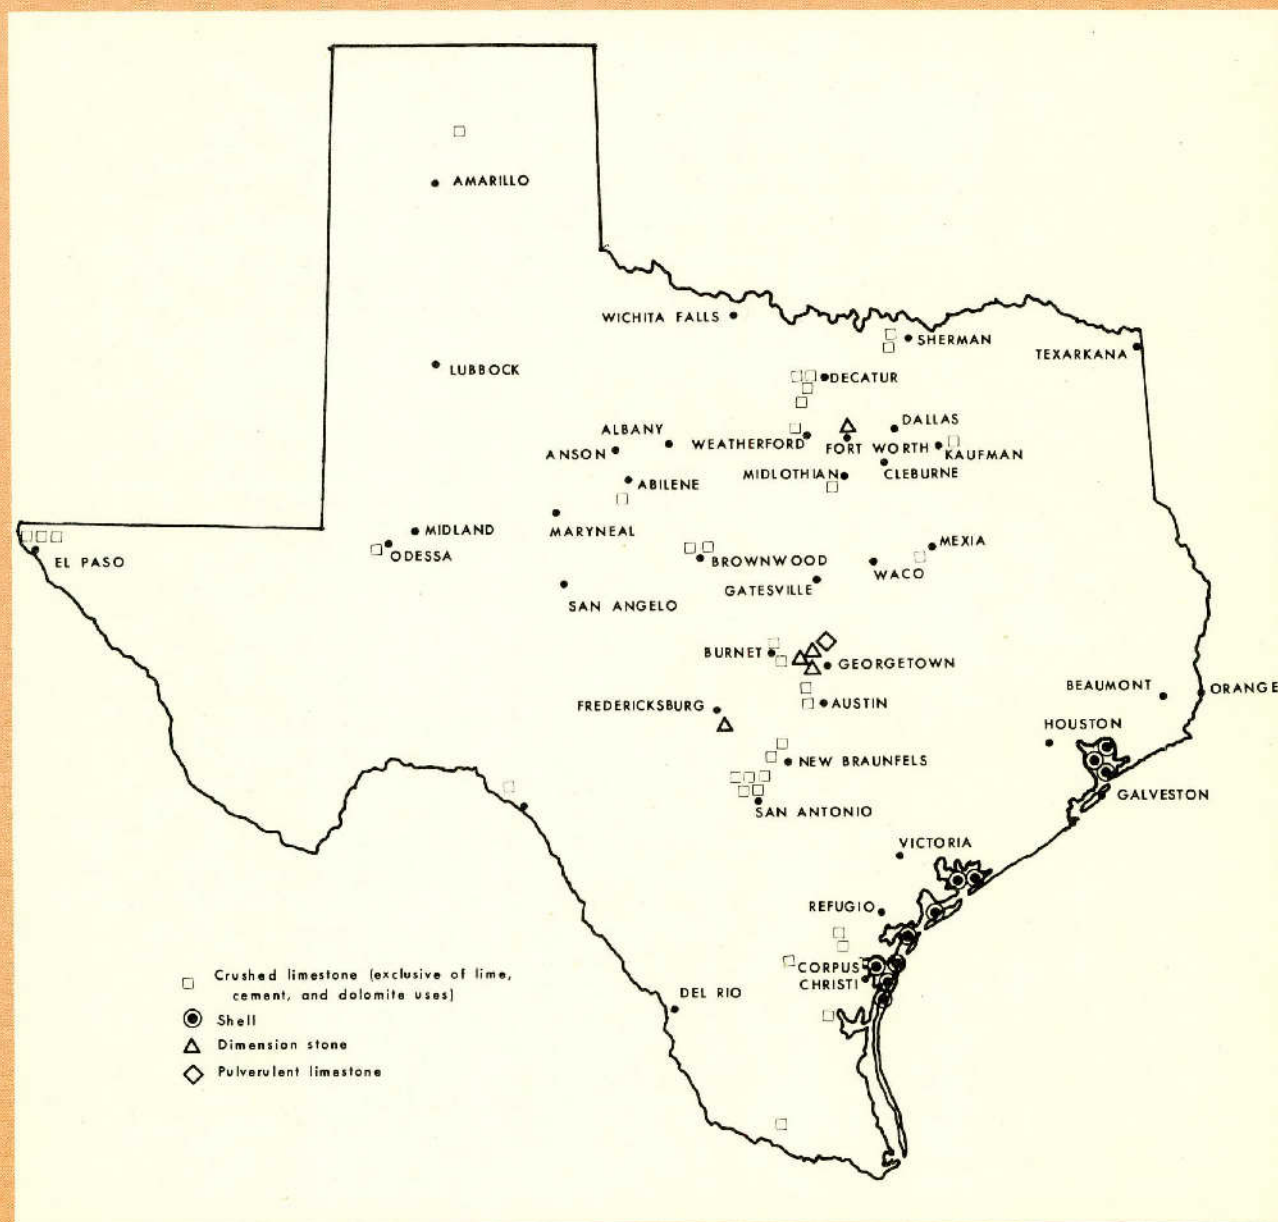 AMARILLO
WICHITA FALLS
SHERMAN
TEXARKANA
LUBBOCK
DECATUR
ALBANY
DALLAS
ANSON
WEATHERFORD
FORT WORTH
KAUFMAN
MIDLOTHIAN
CLEBURNE
ABILENE
MIDLAND
MARYNEAL
EL PASO
ODESSA
BROWNWOOD
MEXIA
WACO
GATESVILLE
SAN ANGELO
BURNET
GEORGETOWN
BEAUMONT
ORANGE
FREDERICKSBURG
AUSTIN
HOUSTON
NEW BRAUNFELS
GALVESTON
SAN ANTONIO
VICTORIA
REFUGIO
CORPUS
CHRISTI
DEL RIO
Crushed limestone (exclusive of lime,
cement, and dolomite uses)
Shell
Dimension stone
Pulverulent limestone